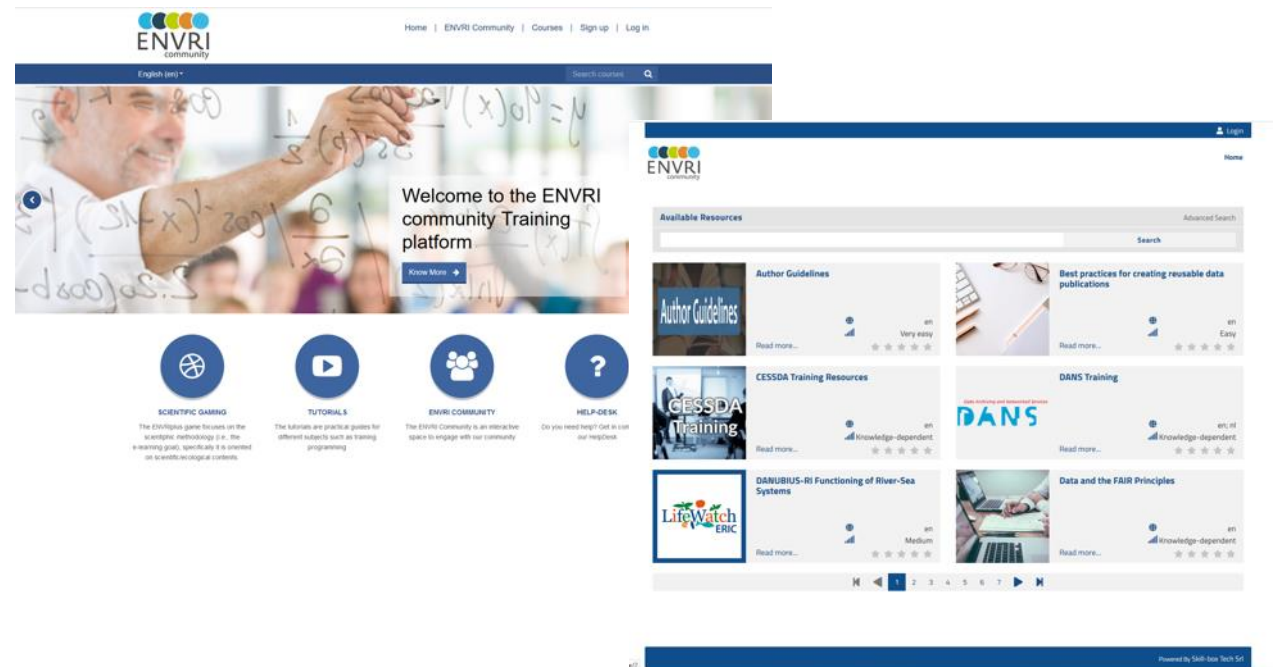 ENVRI
community
Home | ENVRI Community | Courses | Sign up | Log in
English (en)
Search courses
Welcome to the ENVRI
community Training
platform
Know More
SCIENTIFIC GAMING
The ENVRIplus game focuses on the
scientific methodology (i.e., the
e-learning goal), specifically it is oriented
on scientific/ecological contents.
TUTORIALS
The tutorials are practical guides for
different subjects such as training
programming
ENVRI COMMUNITY
The ENVRI Community is an interactive
space to engage with our community
?
HELP-DESK
Do you need help? Get in con
our HelpDesk
Login
ENVRI
community
Home
Available Resources
Advanced Search
Search
Author Guidelines
Author Guidelines
en
Very easy
Read more...
Best practices for creating reusable data
publications
en
Easy
Read more...
CESSDA
Training
CESSDA Training Resources
en
Knowledge-dependent
Read more...
DANS
DANS Training
en; nl
Knowledge-dependent
Read more...
LifeWatch
ERIC
DANUBIUS-RI Functioning of River-Sea
Systems
en
Medium
Read more...
Data and the FAIR Principles
en
Knowledge-dependent
Read more...
1 2 3 4 5 6 7
Powered By Skill-box Tech Srl